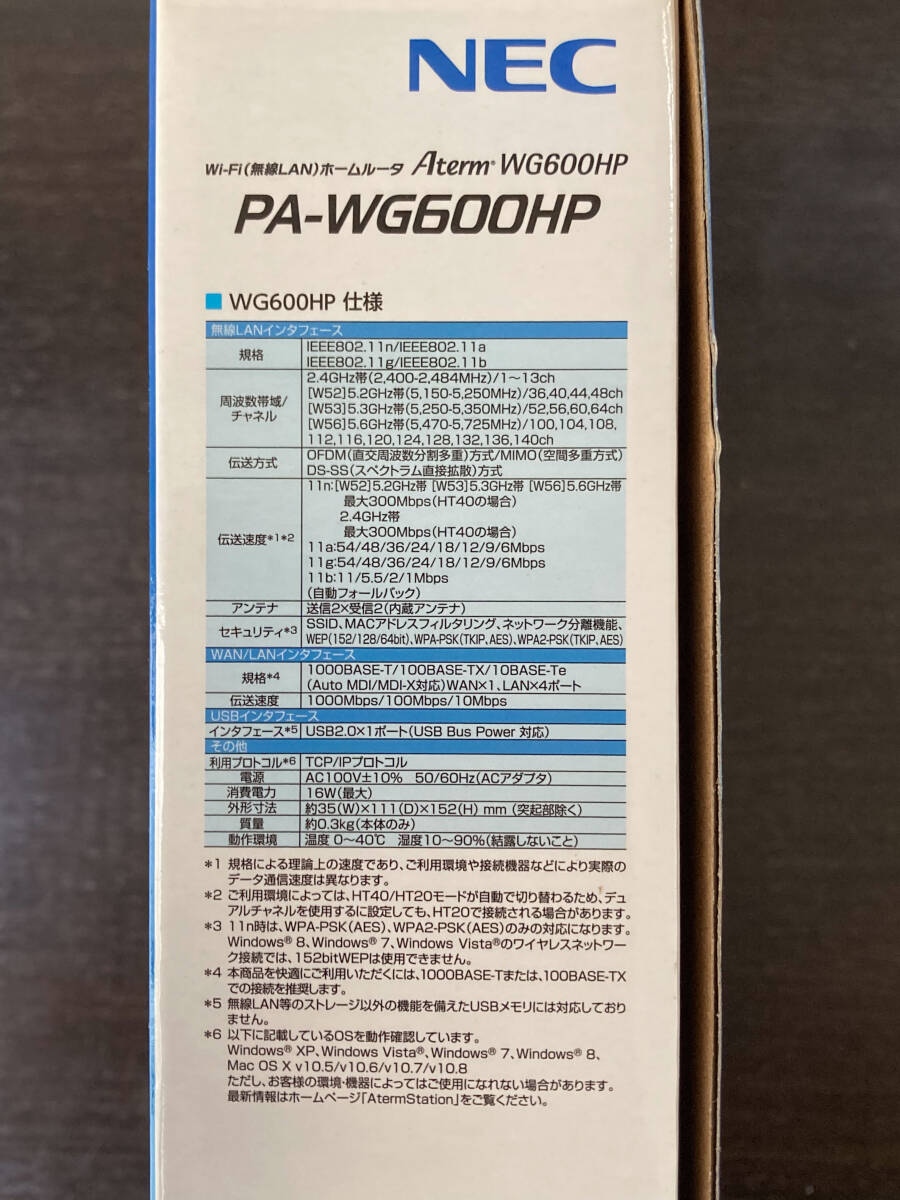 NEC
Wi-Fi(無線LAN)ホームルータ Aterm® WG600HP
PA-WG600HP
■ WG600HP 仕様
無線LANインタフェース
規格 IEEE802.11n/IEEE802.11a
IEEE802.11g/IEEE802.11b
周波数帯域/チャネル 2.4GHz帯(2,400-2,484MHz)/1〜13ch
[W52]5.2GHz帯(5,150-5,250MHz)/36,40,44,48ch
[W53]5.3GHz帯(5,250-5,350MHz)/52,56,60,64ch
[W56]5.6GHz帯(5,470-5,725MHz)/100,104,108,
112,116,120,124,128,132,136,140ch
伝送方式 OFDM(直交周波数分割多重)方式/MIMO(空間多重方式)
DS-SS(スペクトラム直接拡散)方式
伝送速度*1*2 11n:[W52]5.2GHz帯 [W53]5.3GHz帯 [W56]5.6GHz帯
最大300Mbps(HT40の場合)
2.4GHz帯
最大300Mbps(HT40の場合)
11a:54/48/36/24/18/12/9/6Mbps
11g:54/48/36/24/18/12/9/6Mbps
11b:11/5.5/2/1Mbps
(自動フォールバック)
アンテナ 送信2×受信2(内蔵アンテナ)
セキュリティ*3 SSID、MACアドレスフィルタリング、ネットワーク分離機能、
WEP(152/128/64bit)、WPA-PSK(TKIP、AES)、WPA2-PSK(TKIP、AES)
WAN/LANインタフェース
規格*4 1000BASE-T/100BASE-TX/10BASE-Te
(Auto MDI/MDI-X対応)WAN×1、LAN×4ポート
伝送速度 1000Mbps/100Mbps/10Mbps
USBインタフェース
インタフェース*5 USB2.0×1ポート(USB Bus Power 対応)
その他
利用プロトコル*6 TCP/IPプロトコル
電源 AC100V±10% 50/60Hz(ACアダプタ)
消費電力 16W(最大)
外形寸法 約35(W)×111(D)×152(H) mm (突起部除く)
質量 約0.3kg(本体のみ)
動作環境 温度 0〜40℃ 湿度10〜90%(結露しないこと)
*1 規格による理論上の速度であり、ご利用環境や接続機器などにより実際の
データ通信速度は異なります。
*2 ご利用環境によっては、HT40/HT20モードが自動で切り替わるため、デュ
アルチャネルを使用するに設定しても、HT20で接続される場合があります。
*3 11n時は、WPA-PSK(AES)、WPA2-PSK(AES)のみの対応になります。
Windows® 8、Windows® 7、Windows Vista®のワイヤレスネットワー
ク接続では、152bitWEPは使用できません。
*4 本商品を快適にご利用いただくには、1000BASE-Tまたは、100BASE-TX
での接続を推奨します。
*5 無線LAN等のストレージ以外の機能を備えたUSBメモリには対応しており
ません。
*6 以下に記載しているOSを動作確認しています。
Windows® XP、Windows Vista®、Windows® 7、Windows® 8、
Mac OS X v10.5/v10.6/v10.7/v10.8
ただし、お客様の環境・機器によってはご使用になれない場合があります。
最新情報はホームページ「AtermStation」をご覧ください。